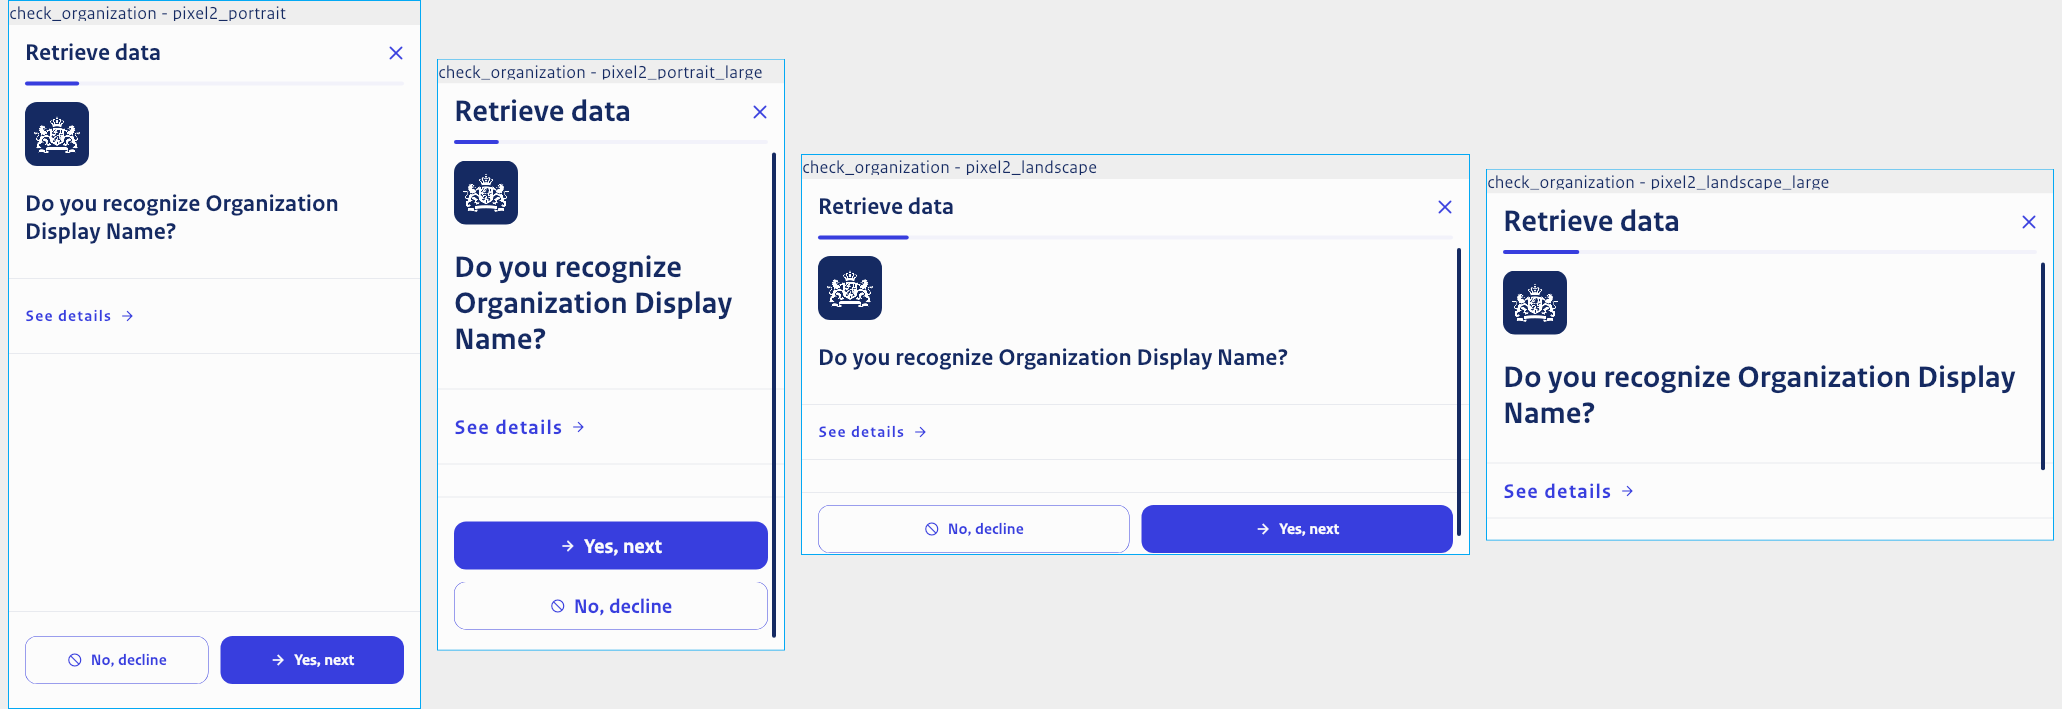 check_organization - pixel2_portrait
Retrieve data
Do you recognize Organization
Display Name?
See details
No, decline
Yes, next
check_organization - pixel2_portrait_large
Retrieve data
Do you recognize
Organization Display
Name?
See details
Yes, next
No, decline
check_organization - pixel2_landscape
Retrieve data
Do you recognize Organization Display Name?
See details
No, decline
Yes, next
check_organization - pixel2_landscape_large
Retrieve data
Do you recognize Organization Display
Name?
See details